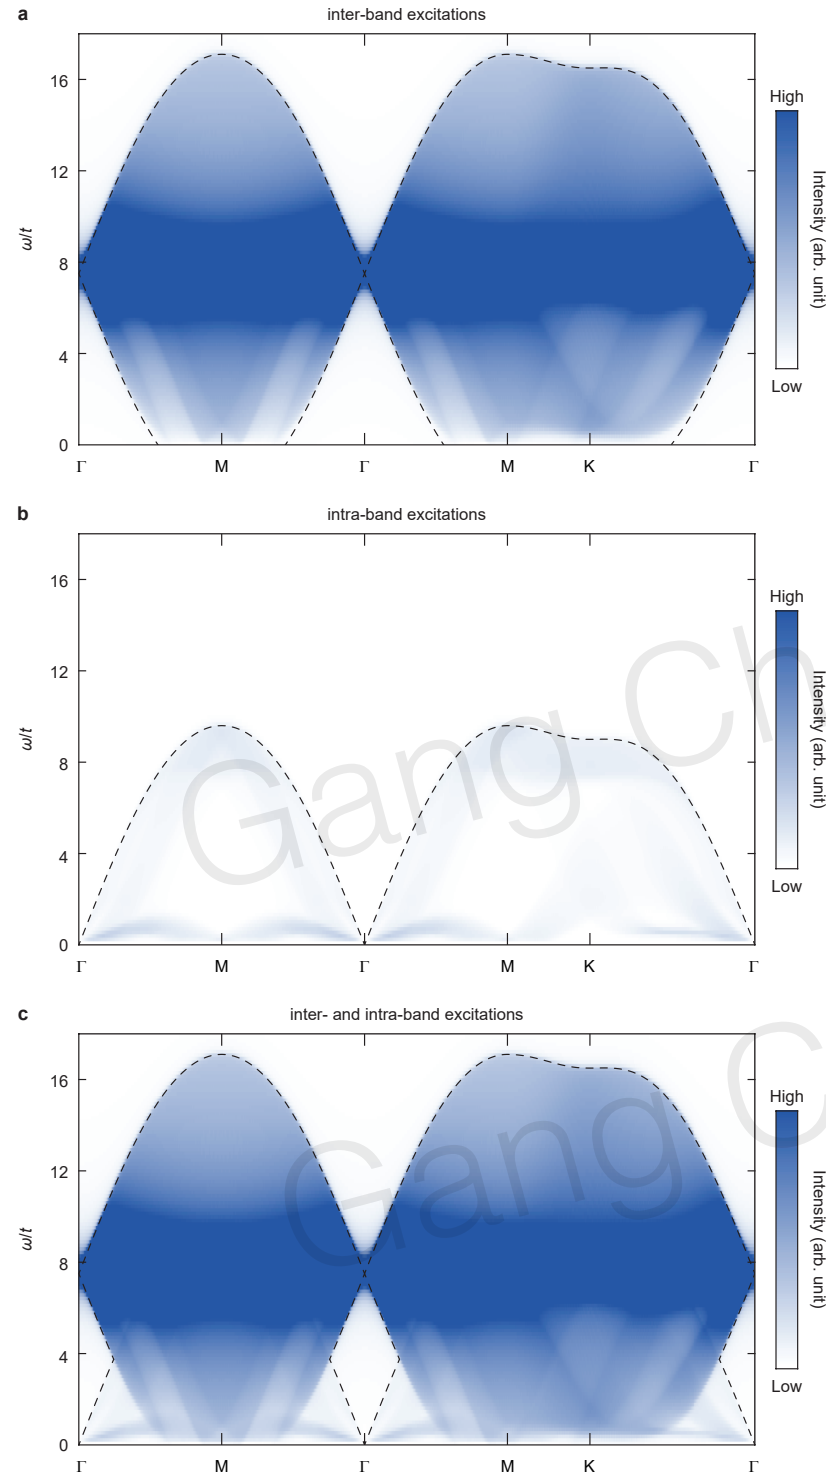 a inter-band excitations
16
12
8
4
0
ω/t
Γ M Γ M K Γ
High
Intensity (arb. unit)
Low
b intra-band excitations
16
12
8
4
0
ω/t
Γ M Γ M K Γ
High
Intensity (arb. unit)
Low
Gang Ch
c inter- and intra-band excitations
16
12
8
4
0
ω/t
Γ M Γ M K Γ
High
Intensity (arb. unit)
Low
Gang C